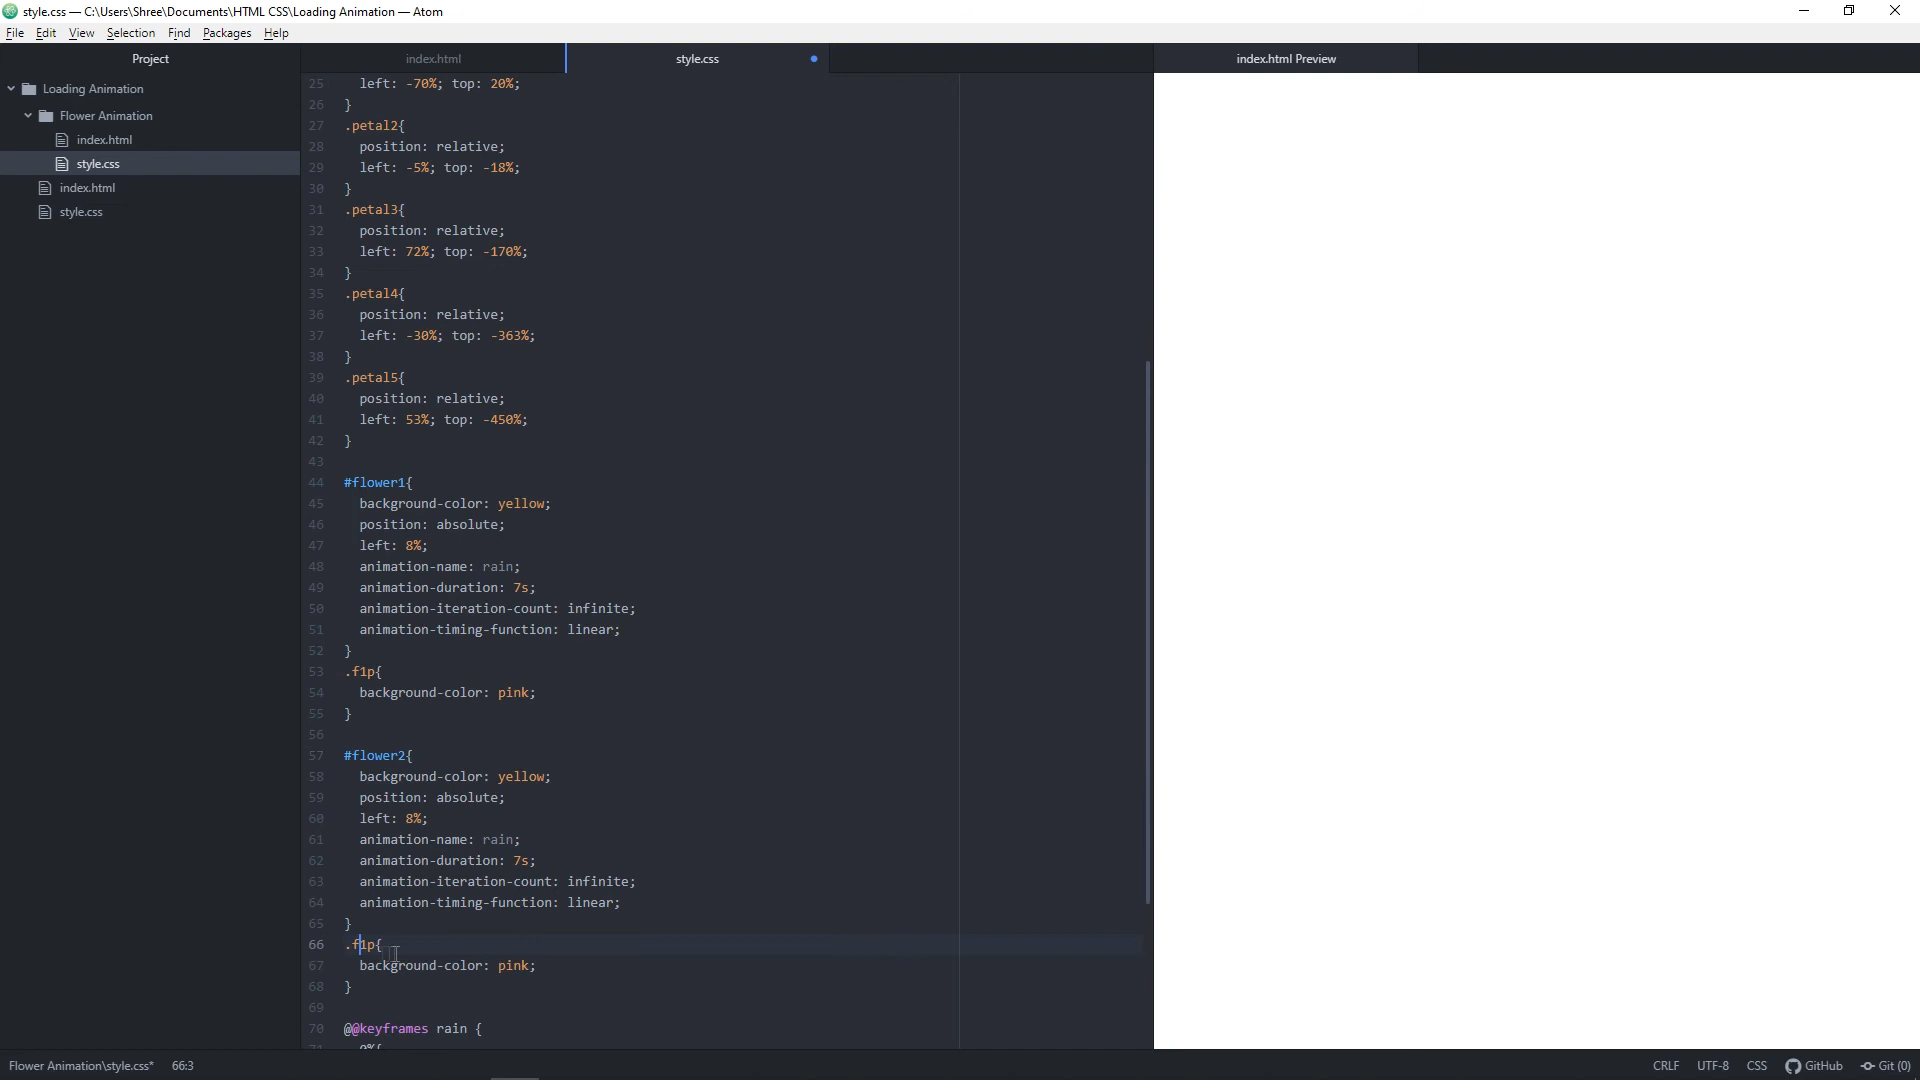 style.css — C:\Users\Shree\Documents\HTML CSS\Loading Animation — Atom
File Edit View Selection Find Packages Help
Project
index.html
style.css
index.html Preview
Loading Animation
Flower Animation
index.html
style.css
index.html
style.css
25 left: -70%; top: 20%;
26 }
27 .petal2{
28 position: relative;
29 left: -5%; top: -18%;
30 }
31 .petal3{
32 position: relative;
33 left: 72%; top: -170%;
34 }
35 .petal4{
36 position: relative;
37 left: -30%; top: -363%;
38 }
39 .petal5{
40 position: relative;
41 left: 53%; top: -450%;
42 }
43
44 #flower1{
45 background-color: yellow;
46 position: absolute;
47 left: 8%;
48 animation-name: rain;
49 animation-duration: 7s;
50 animation-iteration-count: infinite;
51 animation-timing-function: linear;
52 }
53 .f1p{
54 background-color: pink;
55 }
56
57 #flower2{
58 background-color: yellow;
59 position: absolute;
60 left: 8%;
61 animation-name: rain;
62 animation-duration: 7s;
63 animation-iteration-count: infinite;
64 animation-timing-function: linear;
65 }
66 .f1p{
67 background-color: pink;
68 }
69
70 @@keyframes rain {
71 0%{
Flower Animation\style.css* 66:3 CRLF UTF-8 CSS GitHub Git (0)